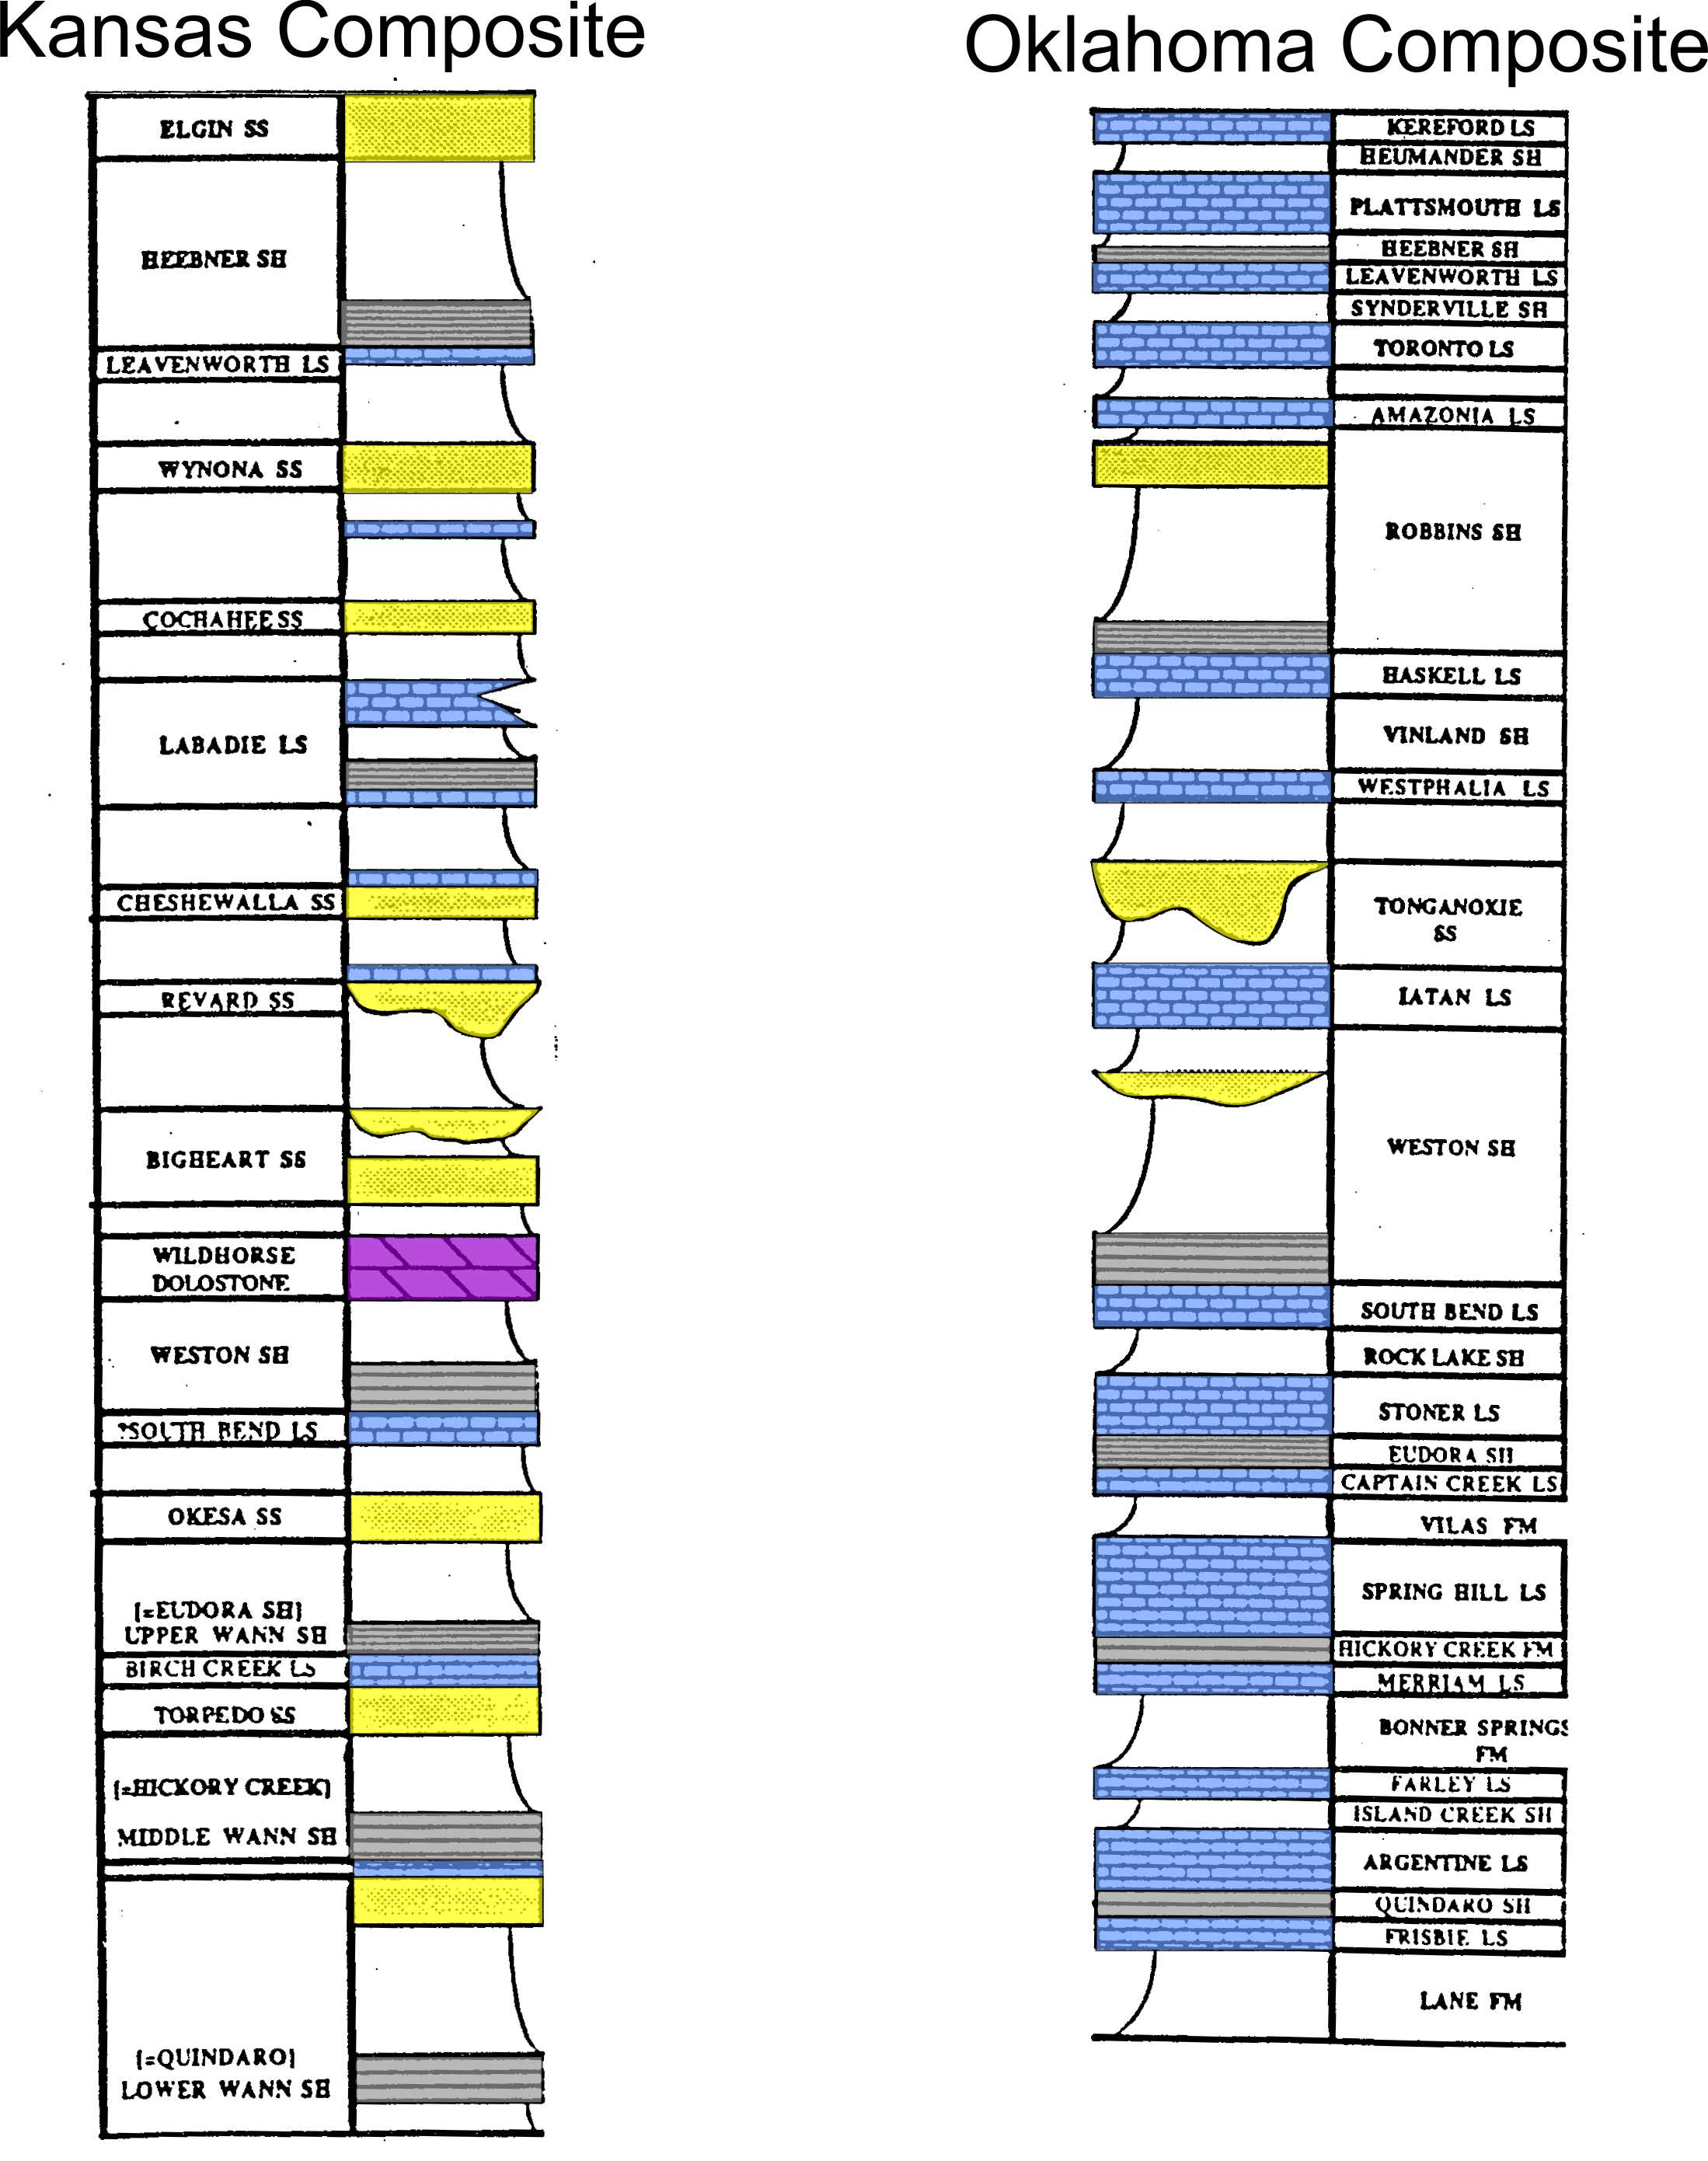 Kansas Composite
ELGIN SS
HEEBNER SH
LEAVENWORTH LS
WYNONA SS
COCHAHEE SS
LABADIE LS
CHESHEWALLA SS
REVARD SS
BIGHEART SS
WILDHORSE
DOLOSTONE
WESTON SH
*SOUTH BEND LS
OKESA SS
[=EUDORA SH]
UPPER WANN SH
BIRCH CREEK LS
TORPEDO SS
[=HICKORY CREEK]
MIDDLE WANN SH
[=QUINDARO]
LOWER WANN SH
Oklahoma Composite
KEREFORD LS
HEUMANDER SH
PLATTSMOUTH LS
HEEBNER SH
LEAVENWORTH LS
SYNDERVILLE SH
TORONTO LS
AMAZONIA LS
ROBBINS SH
HASKELL LS
VINLAND SH
WESTPHALIA LS
TONGANOXIE
SS
IATAN LS
WESTON SH
SOUTH BEND LS
ROCK LAKE SH
STONER LS
EUDORA SH
CAPTAIN CREEK LS
VILAS FM
SPRING HILL LS
HICKORY CREEK FM
MERRIAM LS
BONNER SPRINGS
FM
FARLEY LS
ISLAND CREEK SH
ARGENTINE LS
QUINDARO SH
FRISBIE LS
LANE FM